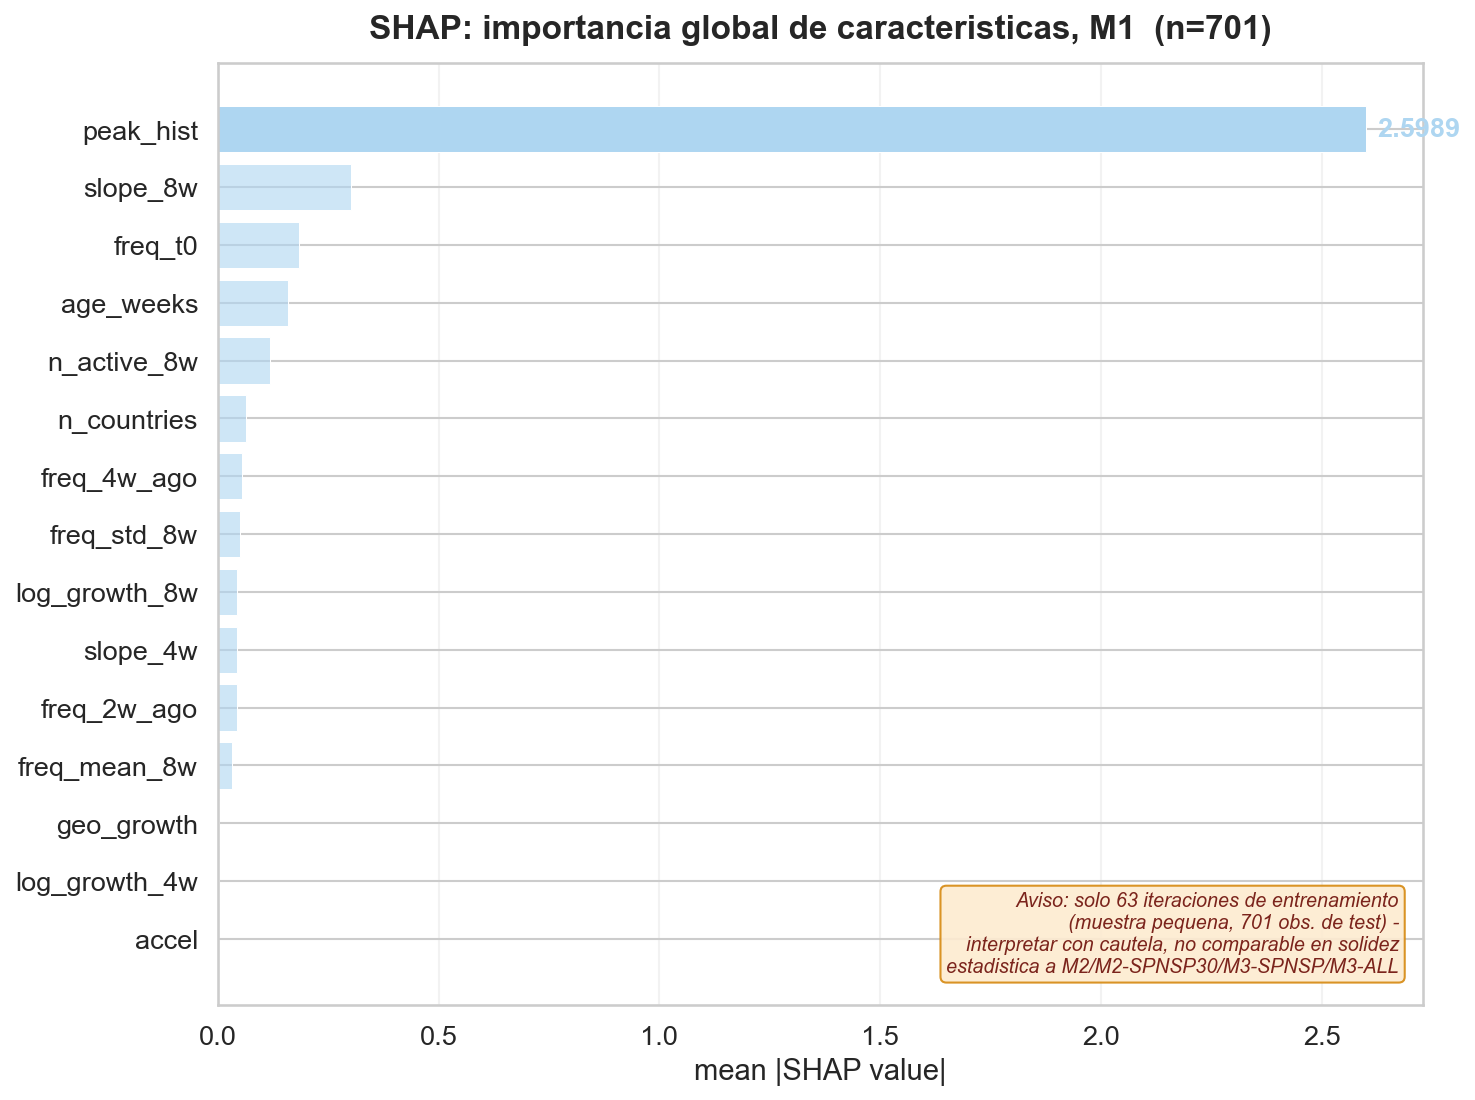 SHAP: importancia global de caracteristicas, M1 (n=701)
peak_hist
2.5989
slope_8w
freq_t0
age_weeks
n_active_8w
n_countries
freq_4w_ago
freq_std_8w
log_growth_8w
slope_4w
freq_2w_ago
freq_mean_8w
geo_growth
log_growth_4w
accel
Aviso: solo 63 iteraciones de entrenamiento
(muestra pequena, 701 obs. de test) -
interpretar con cautela, no comparable en solidez
estadistica a M2/M2-SPNSP30/M3-SPNSP/M3-ALL
0.0 0.5 1.0 1.5 2.0 2.5
mean |SHAP value|